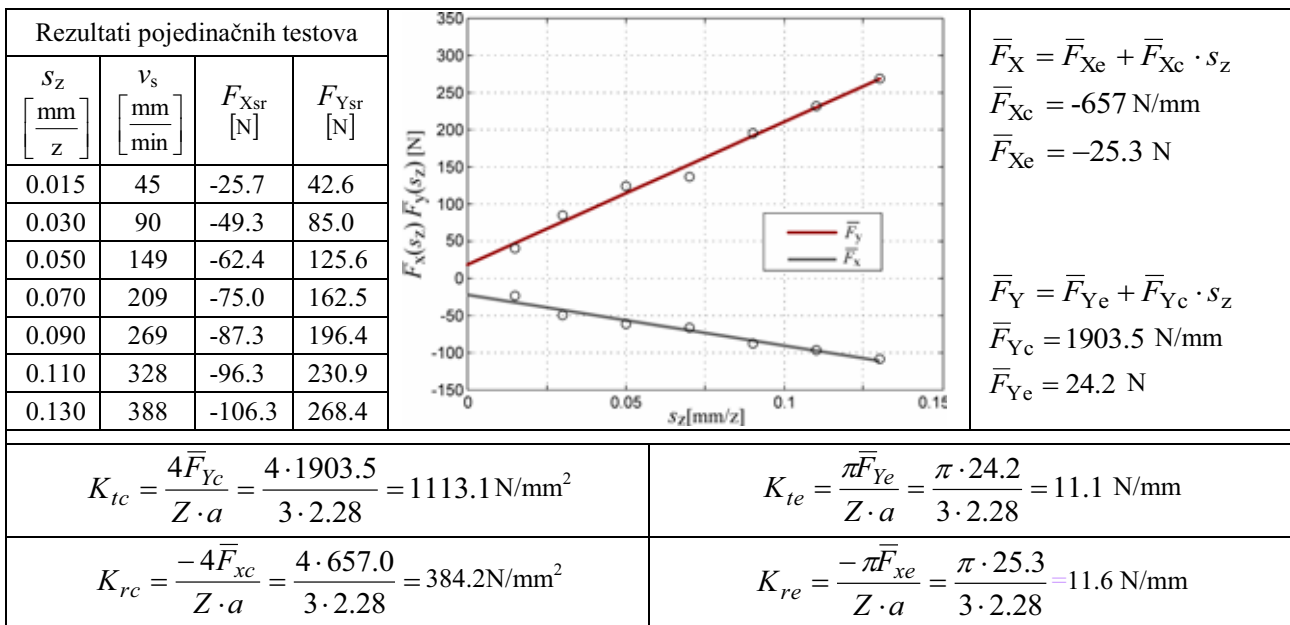 Rezultati pojedinačnih testova
s_z [mm/z] v_s [mm/min] F_Xsr [N] F_Ysr [N]
0.015 45 -25.7 42.6
0.030 90 -49.3 85.0
0.050 149 -62.4 125.6
0.070 209 -75.0 162.5
0.090 269 -87.3 196.4
0.110 328 -96.3 230.9
0.130 388 -106.3 268.4
F̅_x(s_z) F̅_y(s_z) [N]
350
300
250
200
150
100
50
0
-50
-100
-150
0 0.05 0.1 0.15
s_z[mm/z]
F̅_y
F̅_x
F̅_X = F̅_Xe + F̅_Xc · s_z
F̅_Xc = -657 N/mm
F̅_Xe = −25.3 N
F̅_Y = F̅_Ye + F̅_Yc · s_z
F̅_Yc = 1903.5 N/mm
F̅_Ye = 24.2 N
K_tc = 4F̅_Yc / Z · a = 4 · 1903.5 / 3 · 2.28 = 1113.1 N/mm²
K_te = πF̅_Ye / Z · a = π · 24.2 / 3 · 2.28 = 11.1 N/mm
K_rc = −4F̅_xc / Z · a = 4 · 657.0 / 3 · 2.28 = 384.2N/mm²
K_re = −πF̅_xe / Z · a = π · 25.3 / 3 · 2.28 =11.6 N/mm